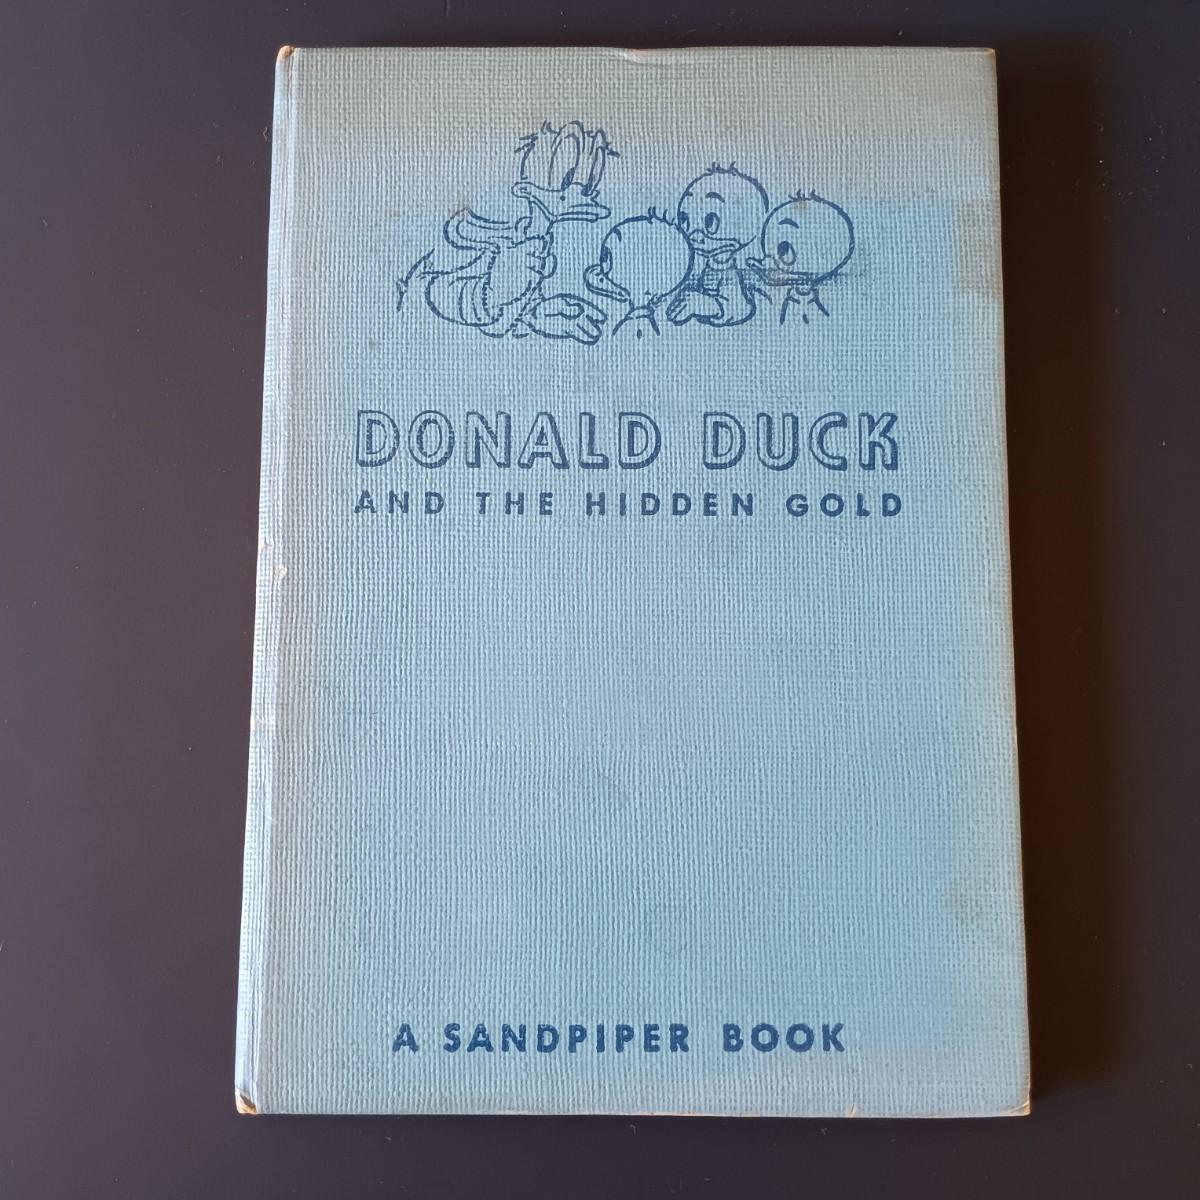 DONALD DUCK
AND THE HIDDEN GOLD
A SANDPIPER BOOK